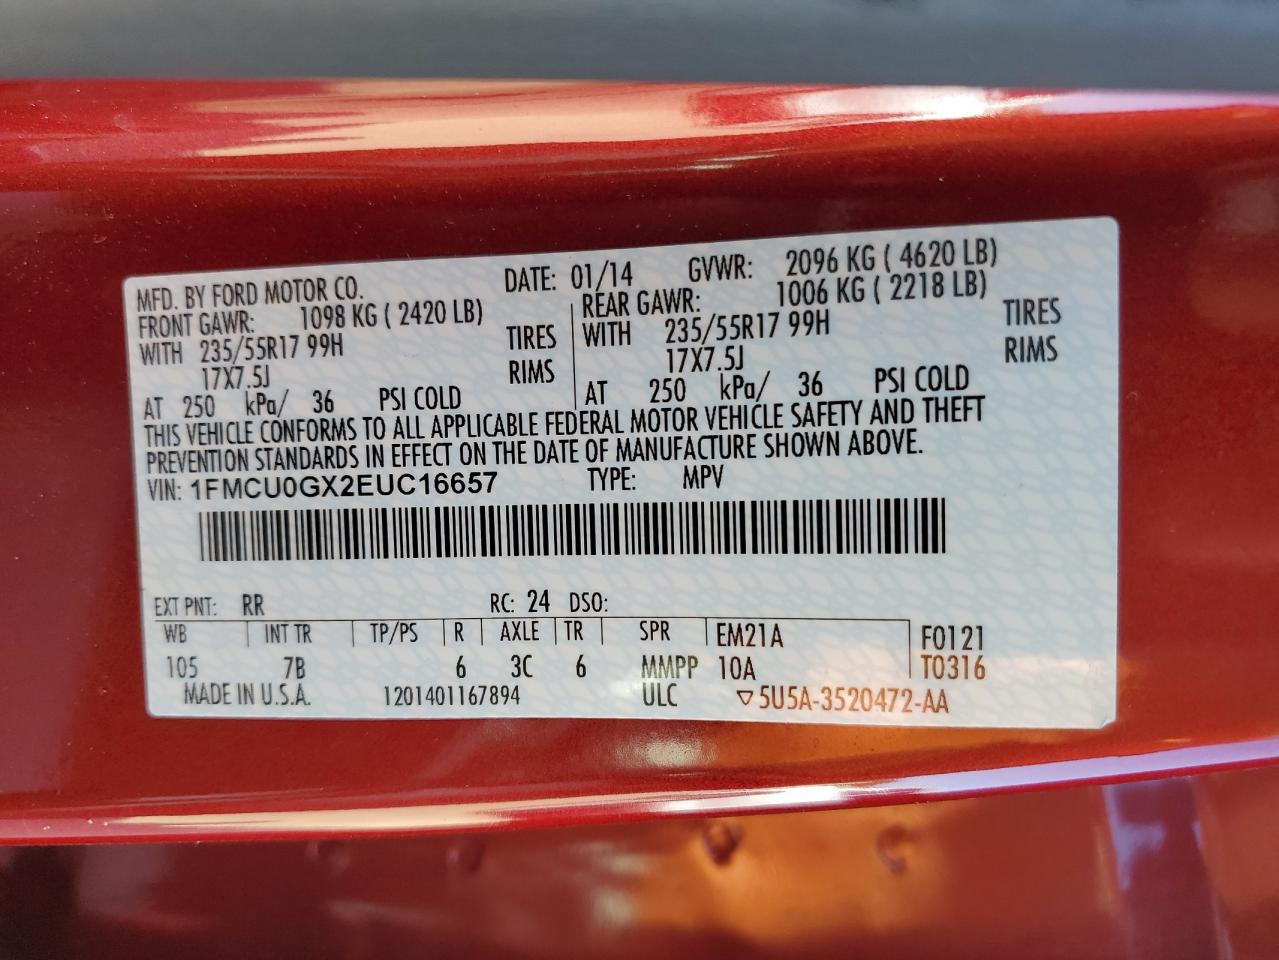 MFD. BY FORD MOTOR CO. DATE: 01/14 GVWR: 2096 KG ( 4620 LB)
FRONT GAWR: 1098 KG ( 2420 LB) REAR GAWR: 1006 KG ( 2218 LB)
WITH 235/55R17 99H TIRES WITH 235/55R17 99H TIRES
17X7.5J RIMS 17X7.5J RIMS
AT 250 kPa/ 36 PSI COLD AT 250 kPa/ 36 PSI COLD
THIS VEHICLE CONFORMS TO ALL APPLICABLE FEDERAL MOTOR VEHICLE SAFETY AND THEFT
PREVENTION STANDARDS IN EFFECT ON THE DATE OF MANUFACTURE SHOWN ABOVE.
VIN: 1FMCU0GX2EUC16657 TYPE: MPV
EXT PNT: RR RC: 24 DSO:
WB INT TR TP/PS R AXLE TR SPR EM21A F0121
105 7B 6 3C 6 MMPP 10A T0316
MADE IN U.S.A. 1201401167894 ULC ▽5U5A-3520472-AA